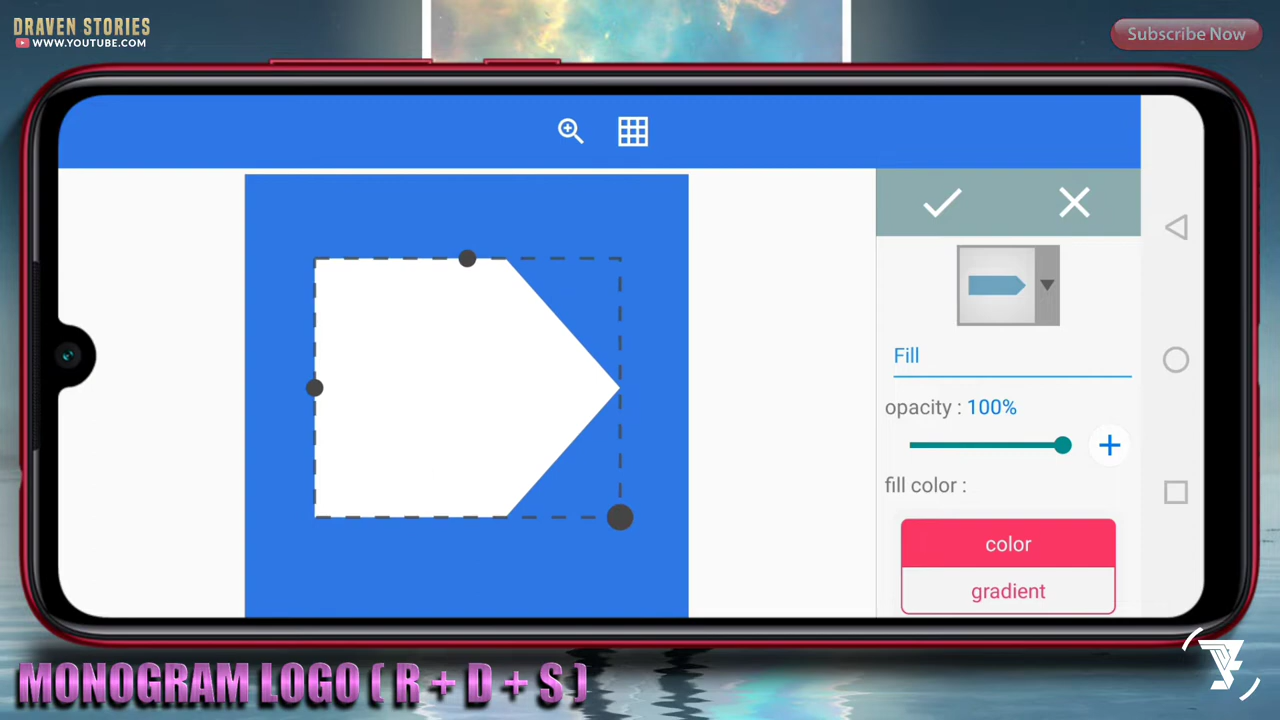 DRAVEN STORIES
WWW.YOUTUBE.COM
Subscribe Now
Fill
opacity : 100%
fill color :
color
gradient
MONOGRAM LOGO ( R + D + S )